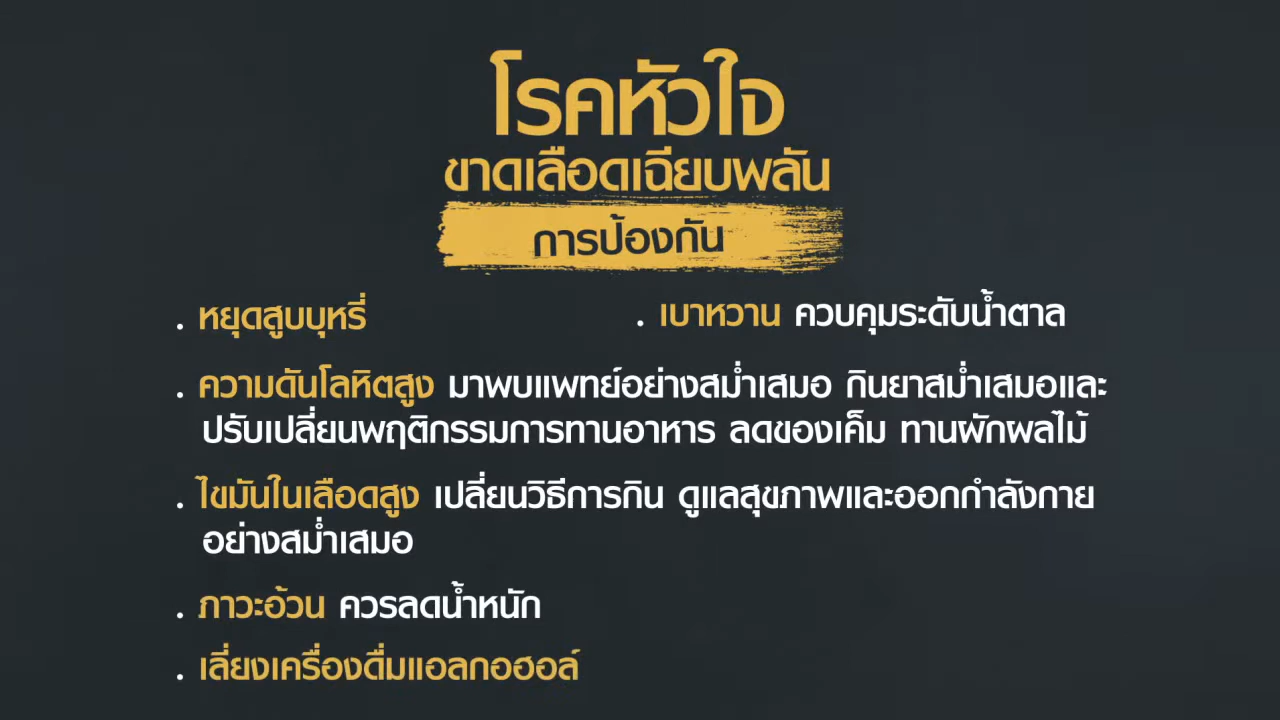 โรคหัวใจ
ขาดเลือดเฉียบพลัน
การป้องกัน
. หยุดสูบบุหรี่
. เบาหวาน ควบคุมระดับน้ำตาล
. ความดันโลหิตสูง มาพบแพทย์อย่างสม่ำเสมอ กินยาสม่ำเสมอและ
ปรับเปลี่ยนพฤติกรรมการทานอาหาร ลดของเค็ม ทานผักผลไม้
. ไขมันในเลือดสูง เปลี่ยนวิธีการกิน ดูแลสุขภาพและออกกำลังกาย
อย่างสม่ำเสมอ
. ภาวะอ้วน ควรลดน้ำหนัก
. เลี่ยงเครื่องดื่มแอลกอฮอล์